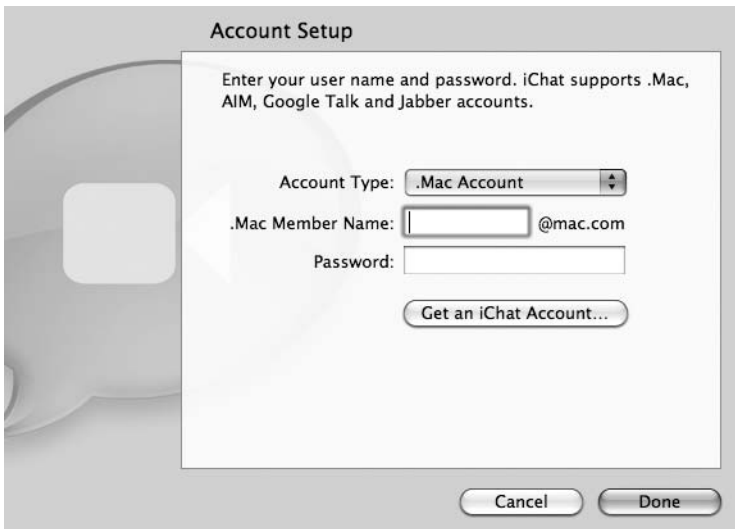 Account Setup
Enter your user name and password. iChat supports .Mac,
AIM, Google Talk and Jabber accounts.
Account Type: .Mac Account
.Mac Member Name: @mac.com
Password:
Get an iChat Account...
Cancel Done